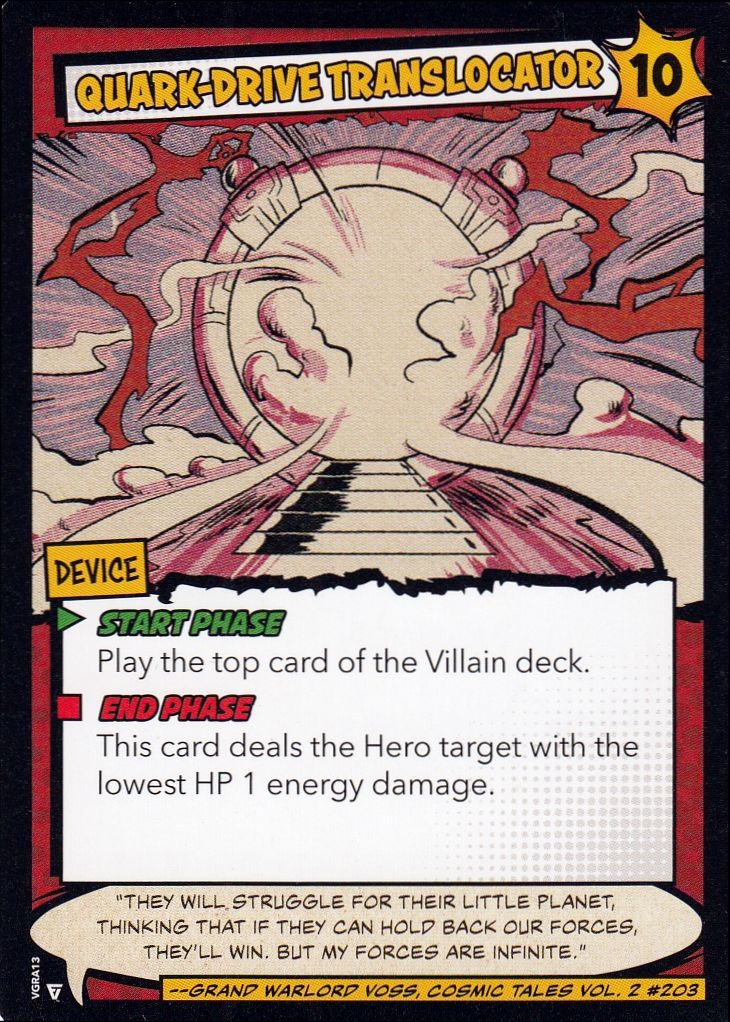 QUARK-DRIVE TRANSLOCATOR 10
DEVICE
START PHASE
Play the top card of the Villain deck.
END PHASE
This card deals the Hero target with the
lowest HP 1 energy damage.
"THEY WILL STRUGGLE FOR THEIR LITTLE PLANET,
THINKING THAT IF THEY CAN HOLD BACK OUR FORCES,
THEY'LL WIN. BUT MY FORCES ARE INFINITE."
--GRAND WARLORD VOSS, COSMIC TALES VOL. 2 #203
VGRA13